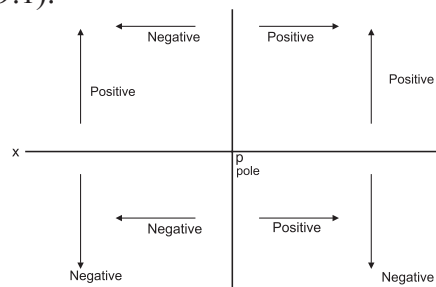 9.1).
Negative Positive
Positive
Positive
x
p
pole
Negative Positive
Negative
Negative